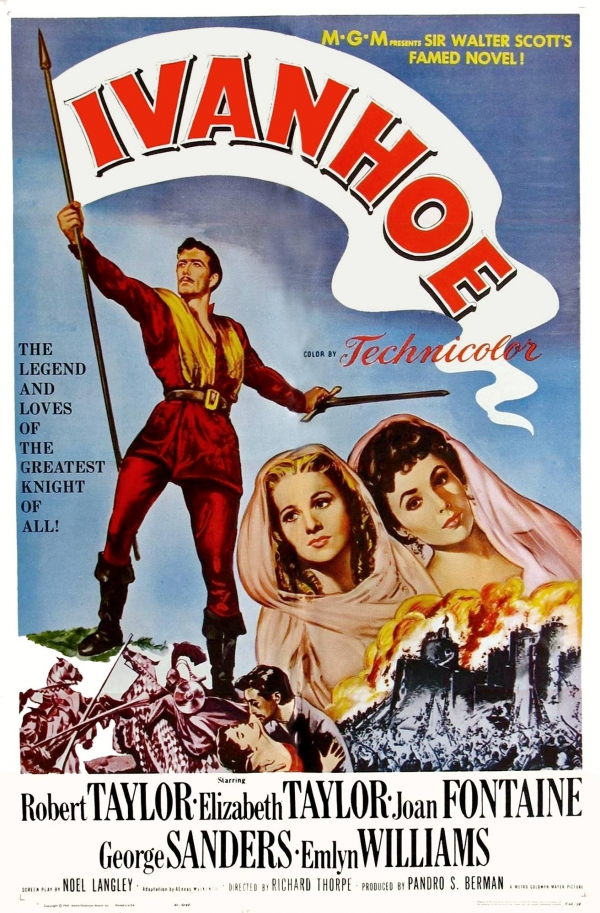 M·G·M PRESENTS SIR WALTER SCOTT'S
FAMED NOVEL!
IVANHOE
COLOR BY Technicolor
THE
LEGEND
AND
LOVES
OF
THE
GREATEST
KNIGHT
OF
ALL!
Starring
Robert TAYLOR · Elizabeth TAYLOR · Joan FONTAINE
George SANDERS · Emlyn WILLIAMS
SCREEN PLAY BY NOEL LANGLEY · Adaptation by · DIRECTED BY RICHARD THORPE · PRODUCED BY PANDRO S. BERMAN A METRO GOLDWYN MAYER PICTURE